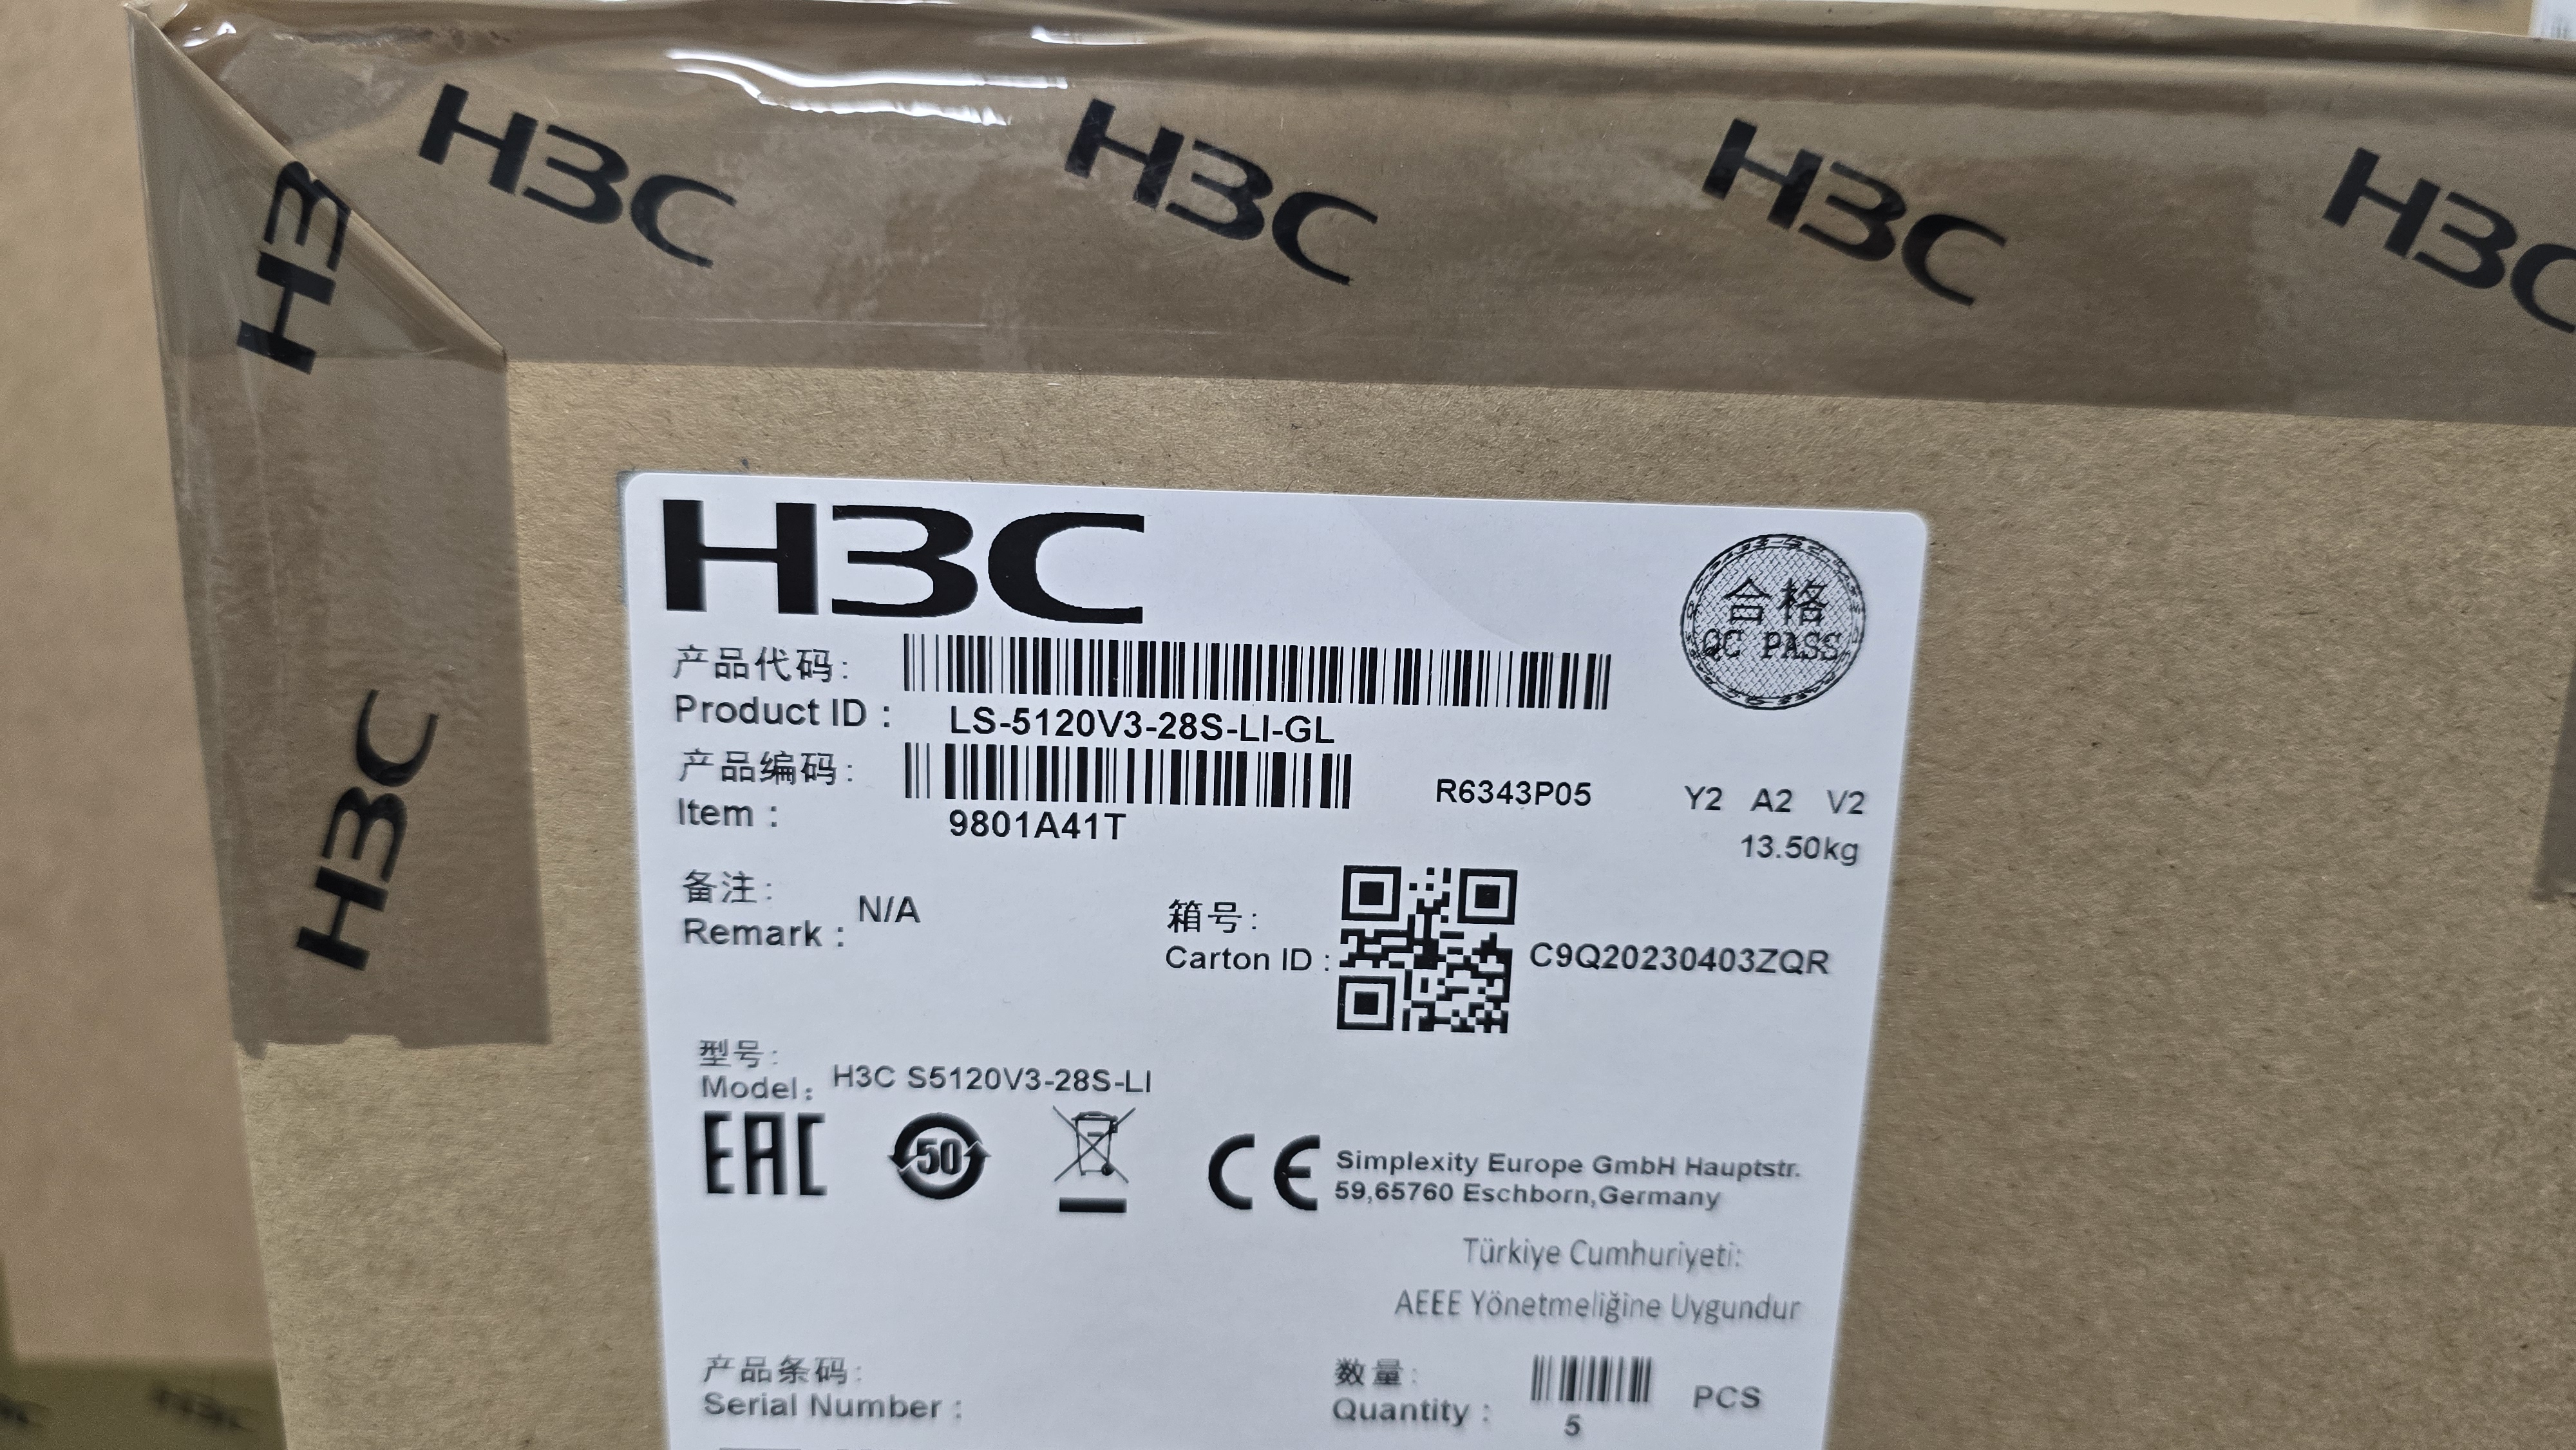 H3C H3C H3C H3C
H3
H3C
H3C
合格
QC PASS
产品代码:
Product ID : LS-5120V3-28S-LI-GL
产品编码:
Item : 9801A41T
R6343P05 Y2 A2 V2
13.50kg
备注:
Remark : N/A
箱号:
Carton ID : C9Q20230403ZQR
型号:
Model: H3C S5120V3-28S-LI
EAC 50 CE
Simplexity Europe GmbH Hauptstr.
59,65760 Eschborn,Germany
Türkiye Cumhuriyeti:
AEEE Yönetmeliğine Uygundur
产品条码:
Serial Number :
数量:
Quantity : 5 PCS